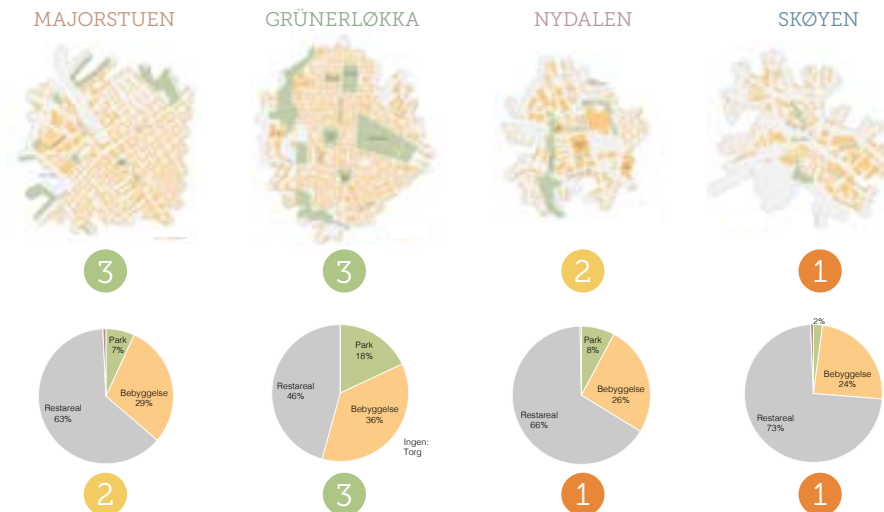 MAJORSTUEN
GRÜNERLØKKA
NYDALEN
SKØYEN
3
3
2
1
Park
7%
Bebyggelse
29%
Restareal
63%
Park
18%
Bebyggelse
36%
Restareal
46%
Ingen:
Torg
Park
8%
Bebyggelse
26%
Restareal
66%
2%
Bebyggelse
24%
Restareal
73%
2
3
1
1